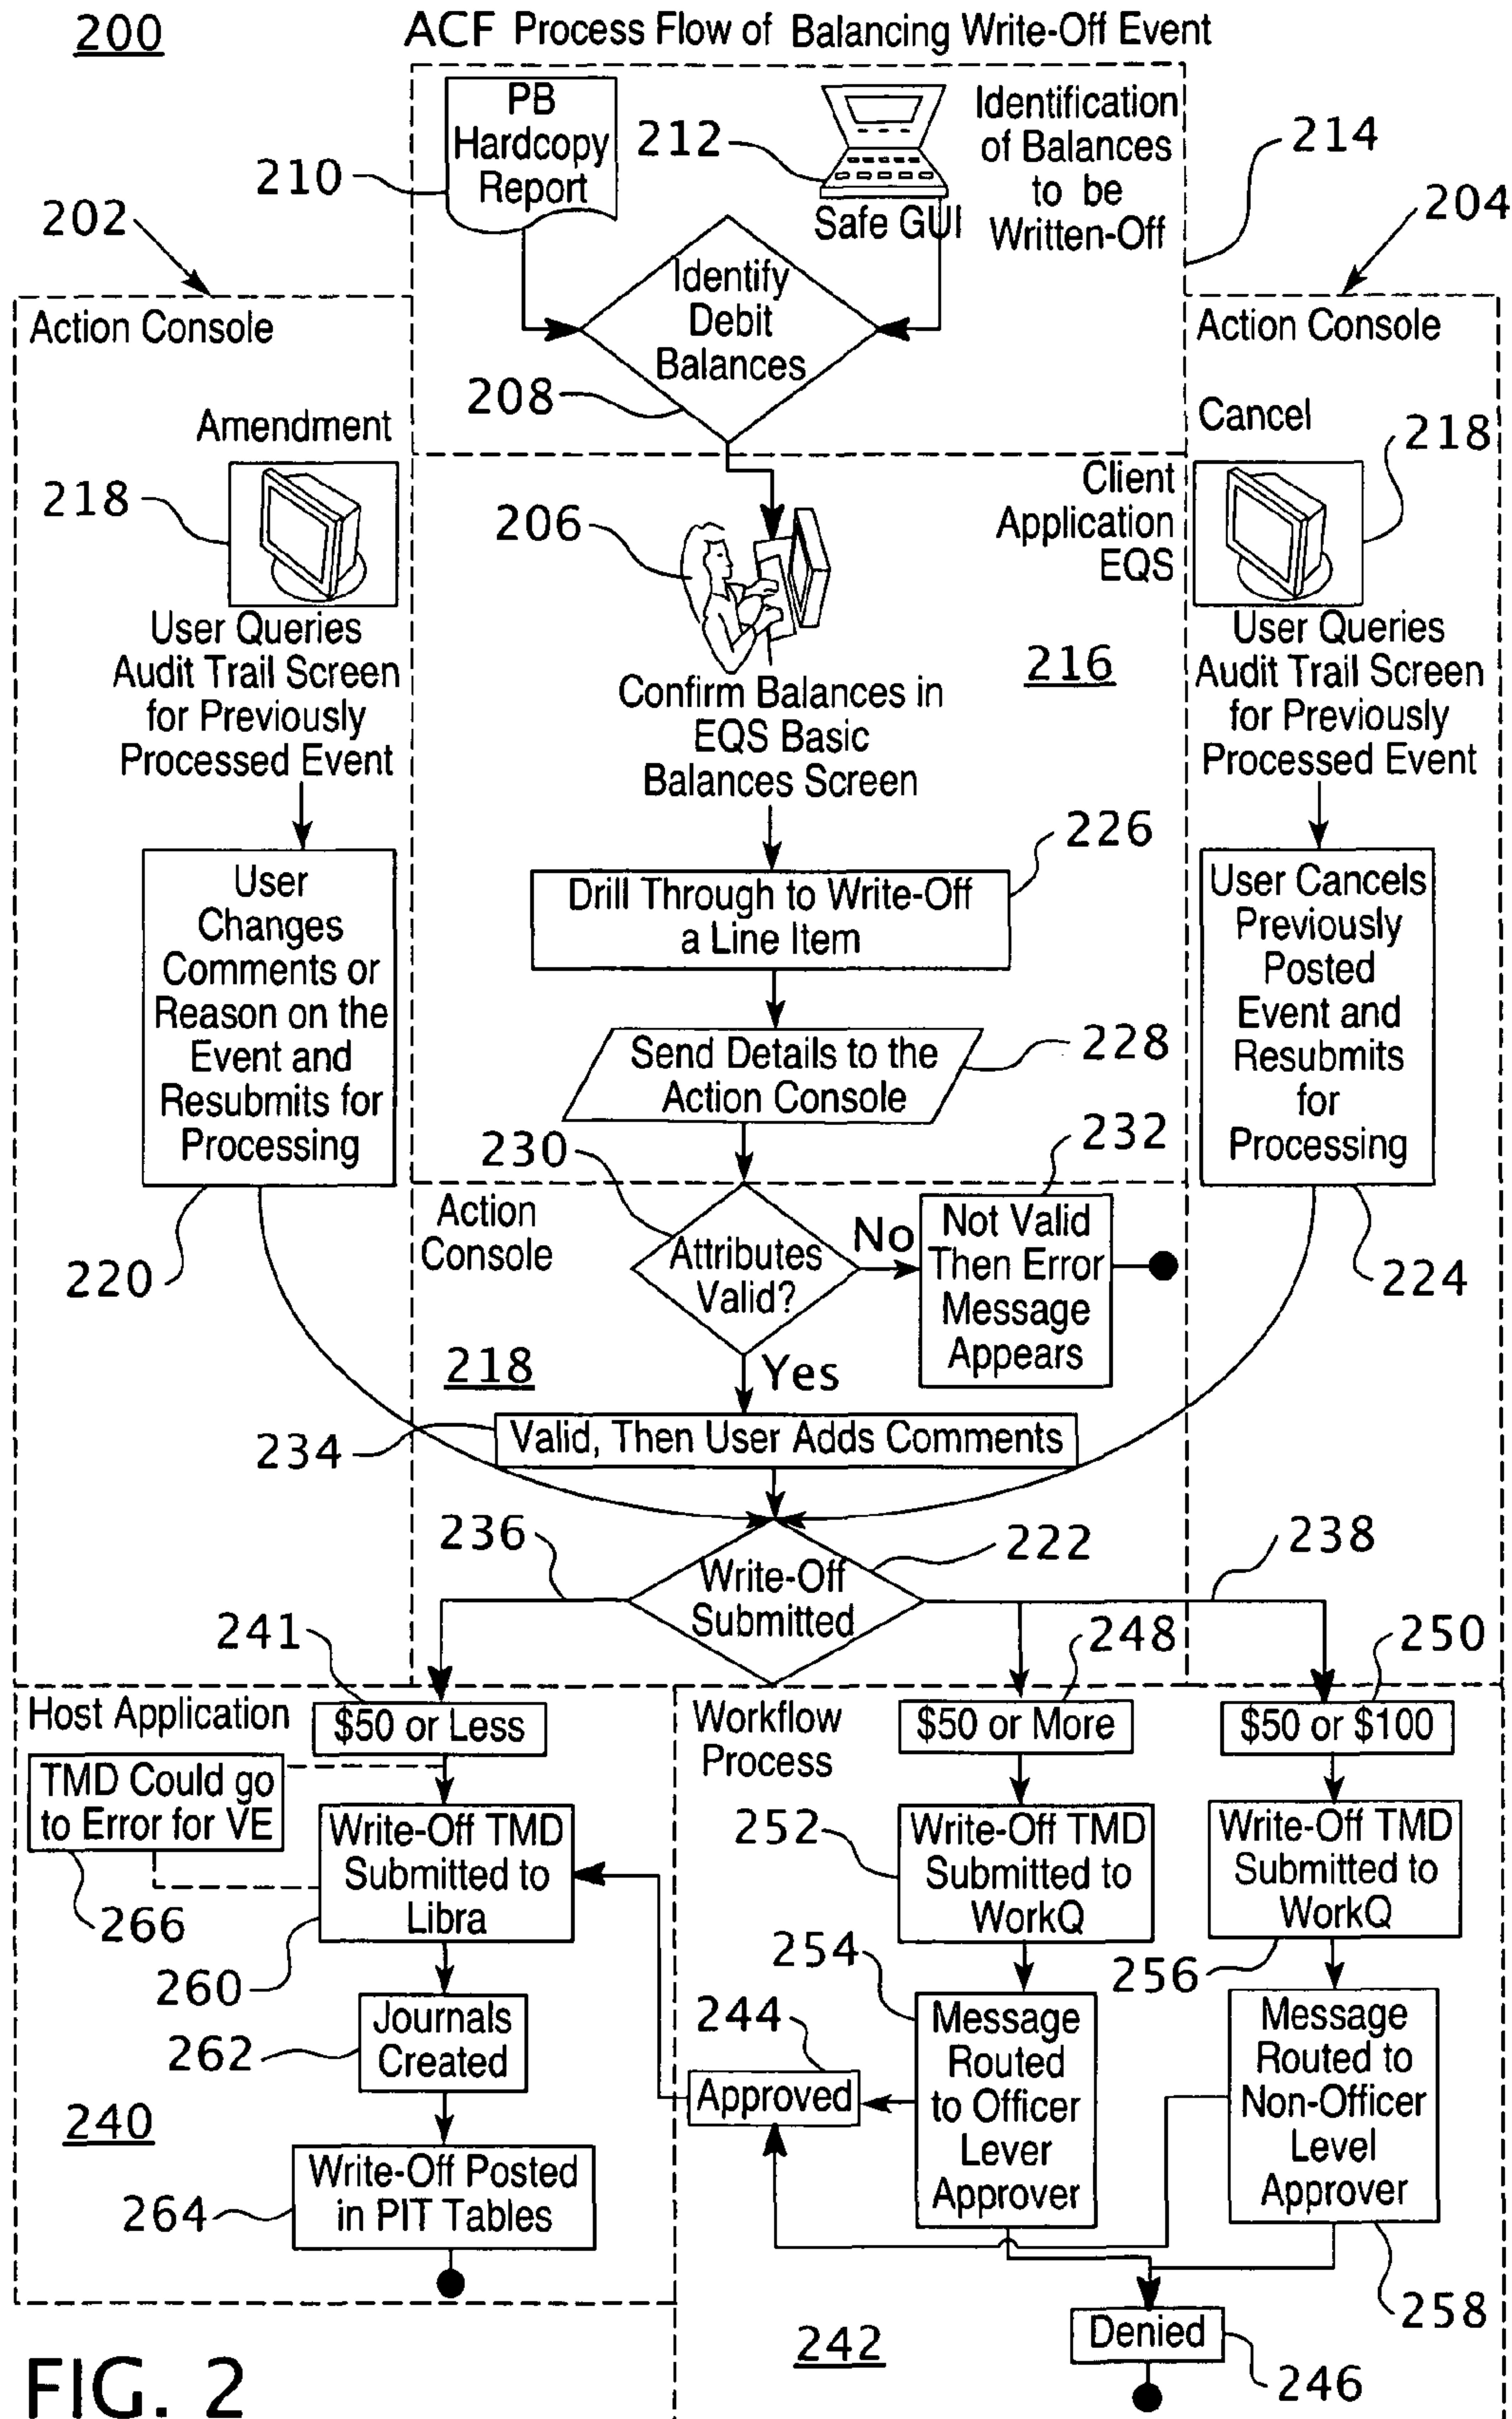 200
ACF Process Flow of Balancing Write-Off Event
PB
Hardcopy
Report
210
212
Safe GUI
Identification
of Balances
to be
Written-Off
214
202
204
Identify
Debit
Balances
208
Action Console
Amendment
218
User Queries
Audit Trail Screen
for Previously
Processed Event
User
Changes
Comments or
Reason on the
Event and
Resubmits for
Processing
220
Client
Application
EQS
206
216
Confirm Balances in
EQS Basic
Balances Screen
226
Drill Through to Write-Off
a Line Item
Send Details to the
Action Console
228
Action Console
Cancel
218
User Queries
Audit Trail Screen
for Previously
Processed Event
User Cancels
Previously
Posted
Event and
Resubmits
for
Processing
224
230
232
Action
Console
Attributes
Valid?
No
Not Valid
Then Error
Message
Appears
218
Yes
234
Valid, Then User Adds Comments
236
222
238
Write-Off
Submitted
241
248
250
Host Application
$50 or Less
TMD Could go
to Error for VE
266
Write-Off TMD
Submitted to
Libra
260
Journals
Created
262
240
Write-Off Posted
in PIT Tables
264
Workflow
Process
$50 or More
$50 or $100
252
Write-Off TMD
Submitted to
WorkQ
Write-Off TMD
Submitted to
WorkQ
254
256
244
Approved
Message
Routed
to Officer
Lever
Approver
Message
Routed to
Non-Officer
Level
Approver
258
242
Denied
246
FIG. 2